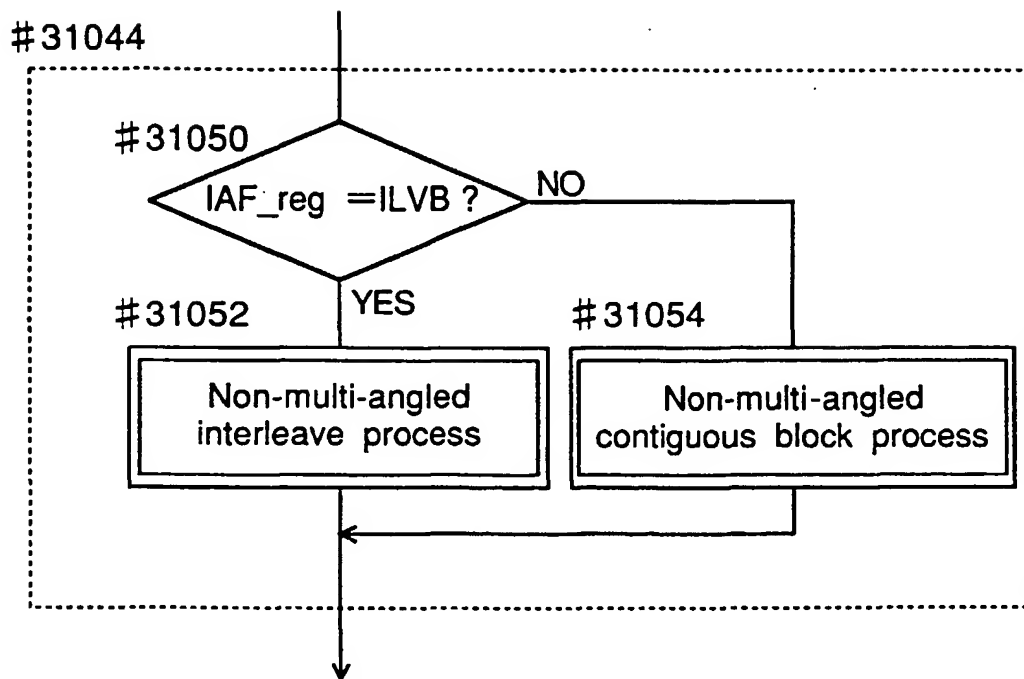 #31044
#31050
IAF_reg =ILVB ?
NO
YES
#31052
#31054
Non-multi-angled
interleave process
Non-multi-angled
contiguous block process